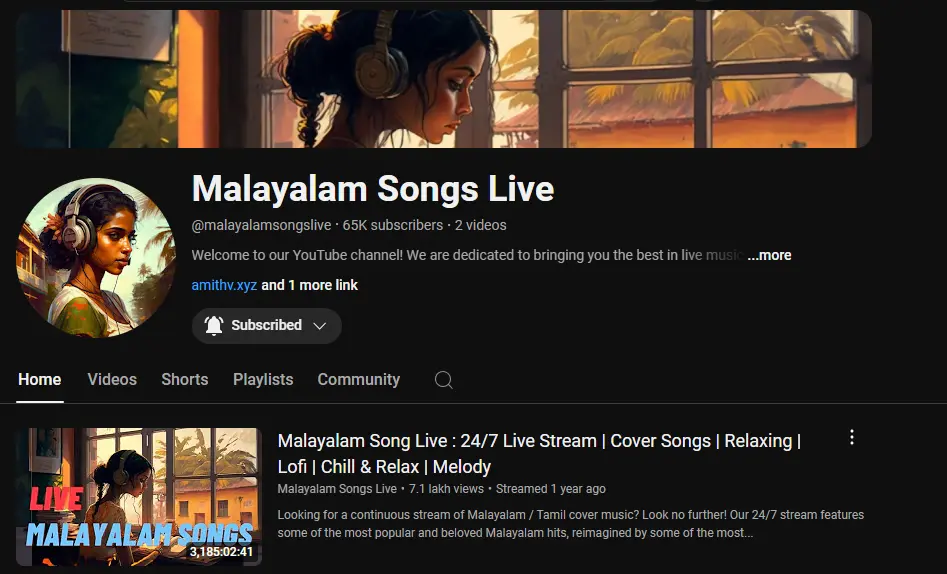 Malayalam Songs Live
@malayalamsongslive · 65K subscribers · 2 videos
Welcome to our YouTube channel! We are dedicated to bringing you the best in live music ...more
amithv.xyz and 1 more link
Subscribed
Home Videos Shorts Playlists Community
Malayalam Song Live : 24/7 Live Stream | Cover Songs | Relaxing |
Lofi | Chill & Relax | Melody
Malayalam Songs Live • 7.1 lakh views • Streamed 1 year ago
Looking for a continuous stream of Malayalam / Tamil cover music? Look no further! Our 24/7 stream features
some of the most popular and beloved Malayalam hits, reimagined by some of the most...
LIVE
MALAYALAM SONGS
3,185:02:41